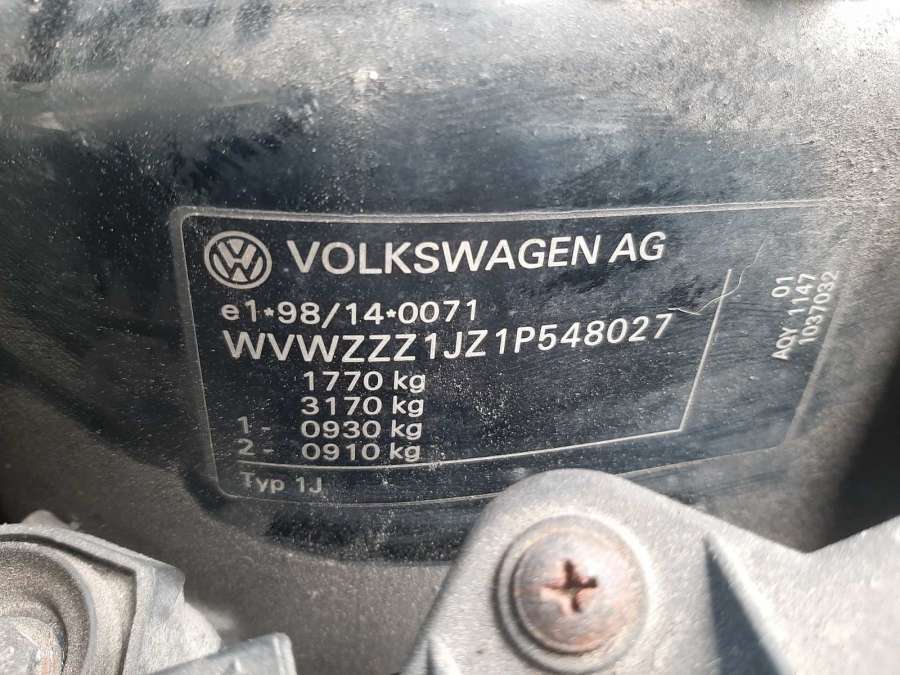 VOLKSWAGEN AG
e1*98/14*0071
WVWZZZ1JZ1P548027
1770 kg
3170 kg
1 - 0930 kg
2 - 0910 kg
Typ 1J
01
AQY 1147
1037032